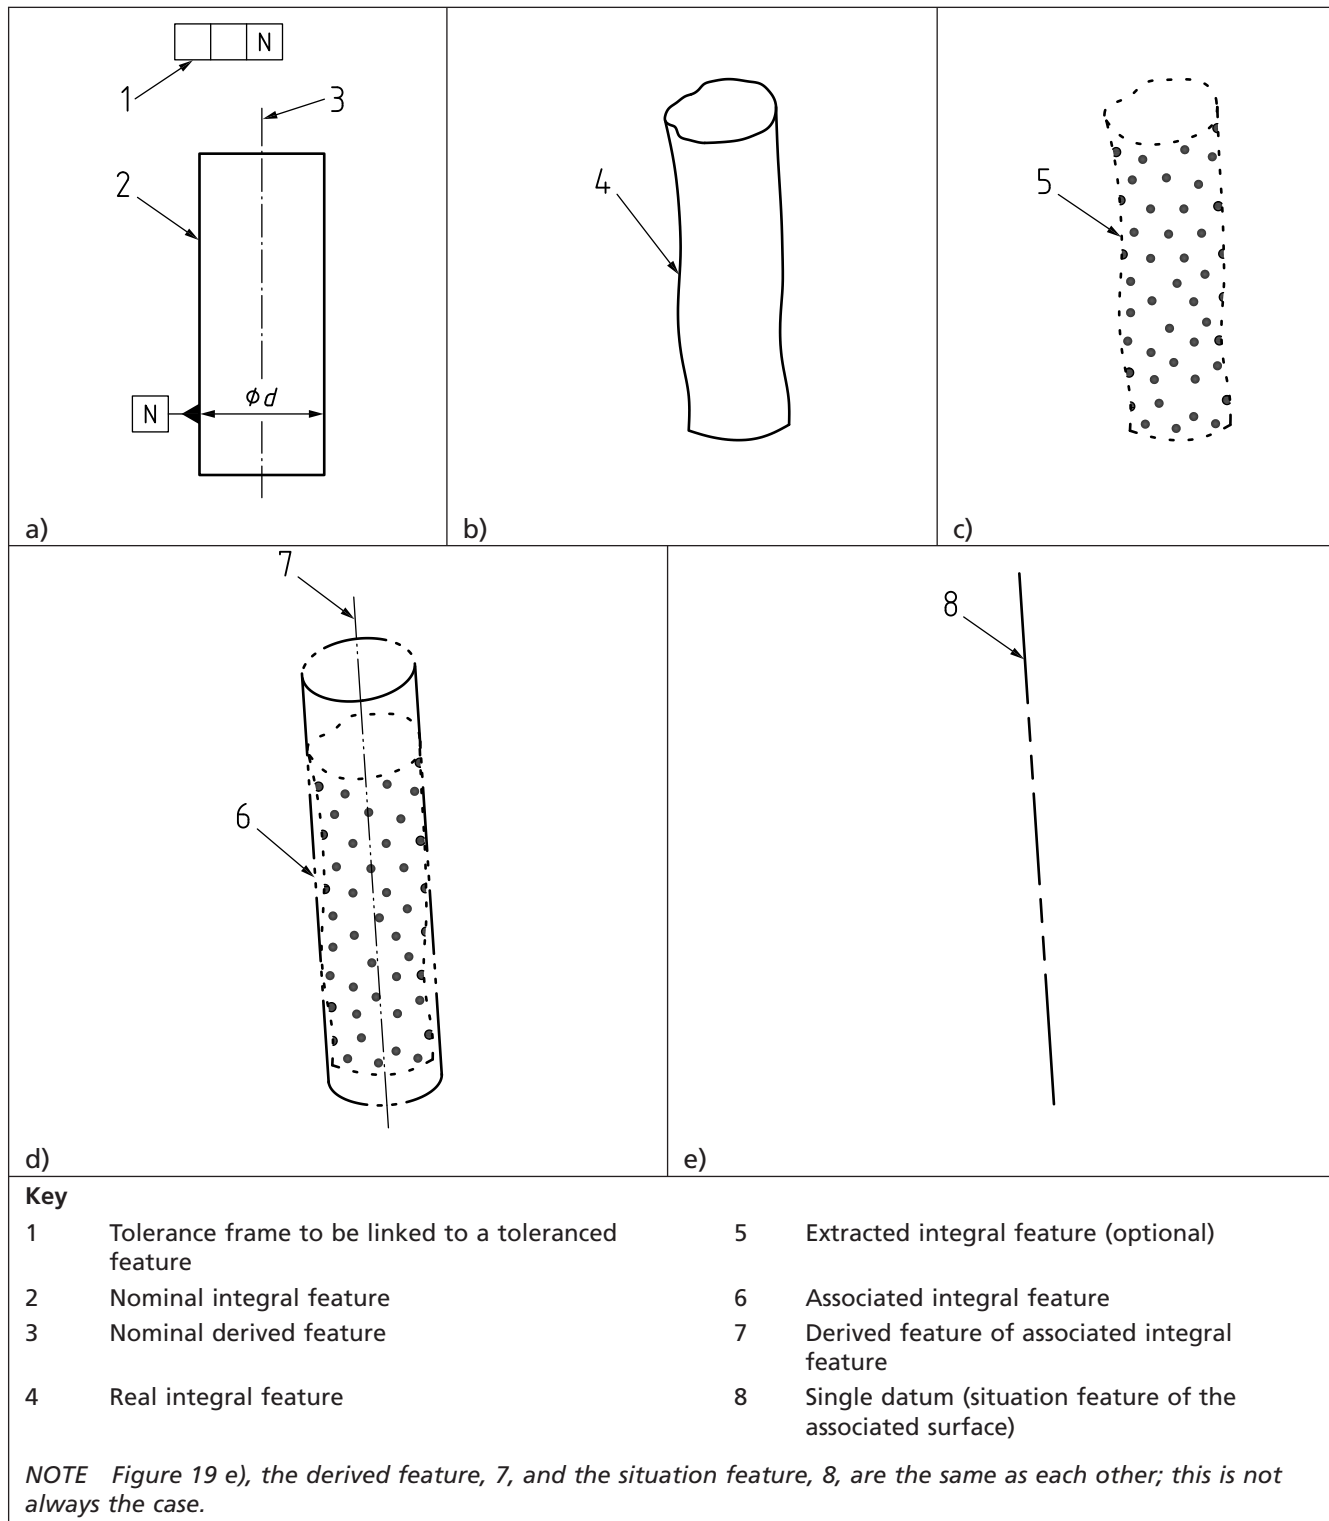 N
1
3
2
ϕd
N
a)
4
b)
5
c)
7
6
d)
8
e)
Key
1 Tolerance frame to be linked to a toleranced
feature
2 Nominal integral feature
3 Nominal derived feature
4 Real integral feature
5 Extracted integral feature (optional)
6 Associated integral feature
7 Derived feature of associated integral
feature
8 Single datum (situation feature of the
associated surface)
NOTE Figure 19 e), the derived feature, 7, and the situation feature, 8, are the same as each other; this is not
always the case.